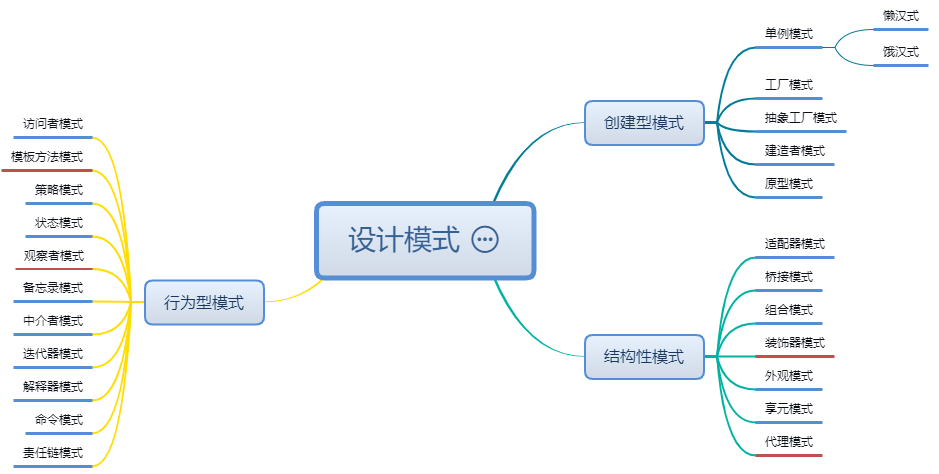 设计模式
创建型模式
单例模式
懒汉式
饿汉式
工厂模式
抽象工厂模式
建造者模式
原型模式
结构性模式
适配器模式
桥接模式
组合模式
装饰器模式
外观模式
享元模式
代理模式
行为型模式
访问者模式
模板方法模式
策略模式
状态模式
观察者模式
备忘录模式
中介者模式
迭代器模式
解释器模式
命令模式
责任链模式